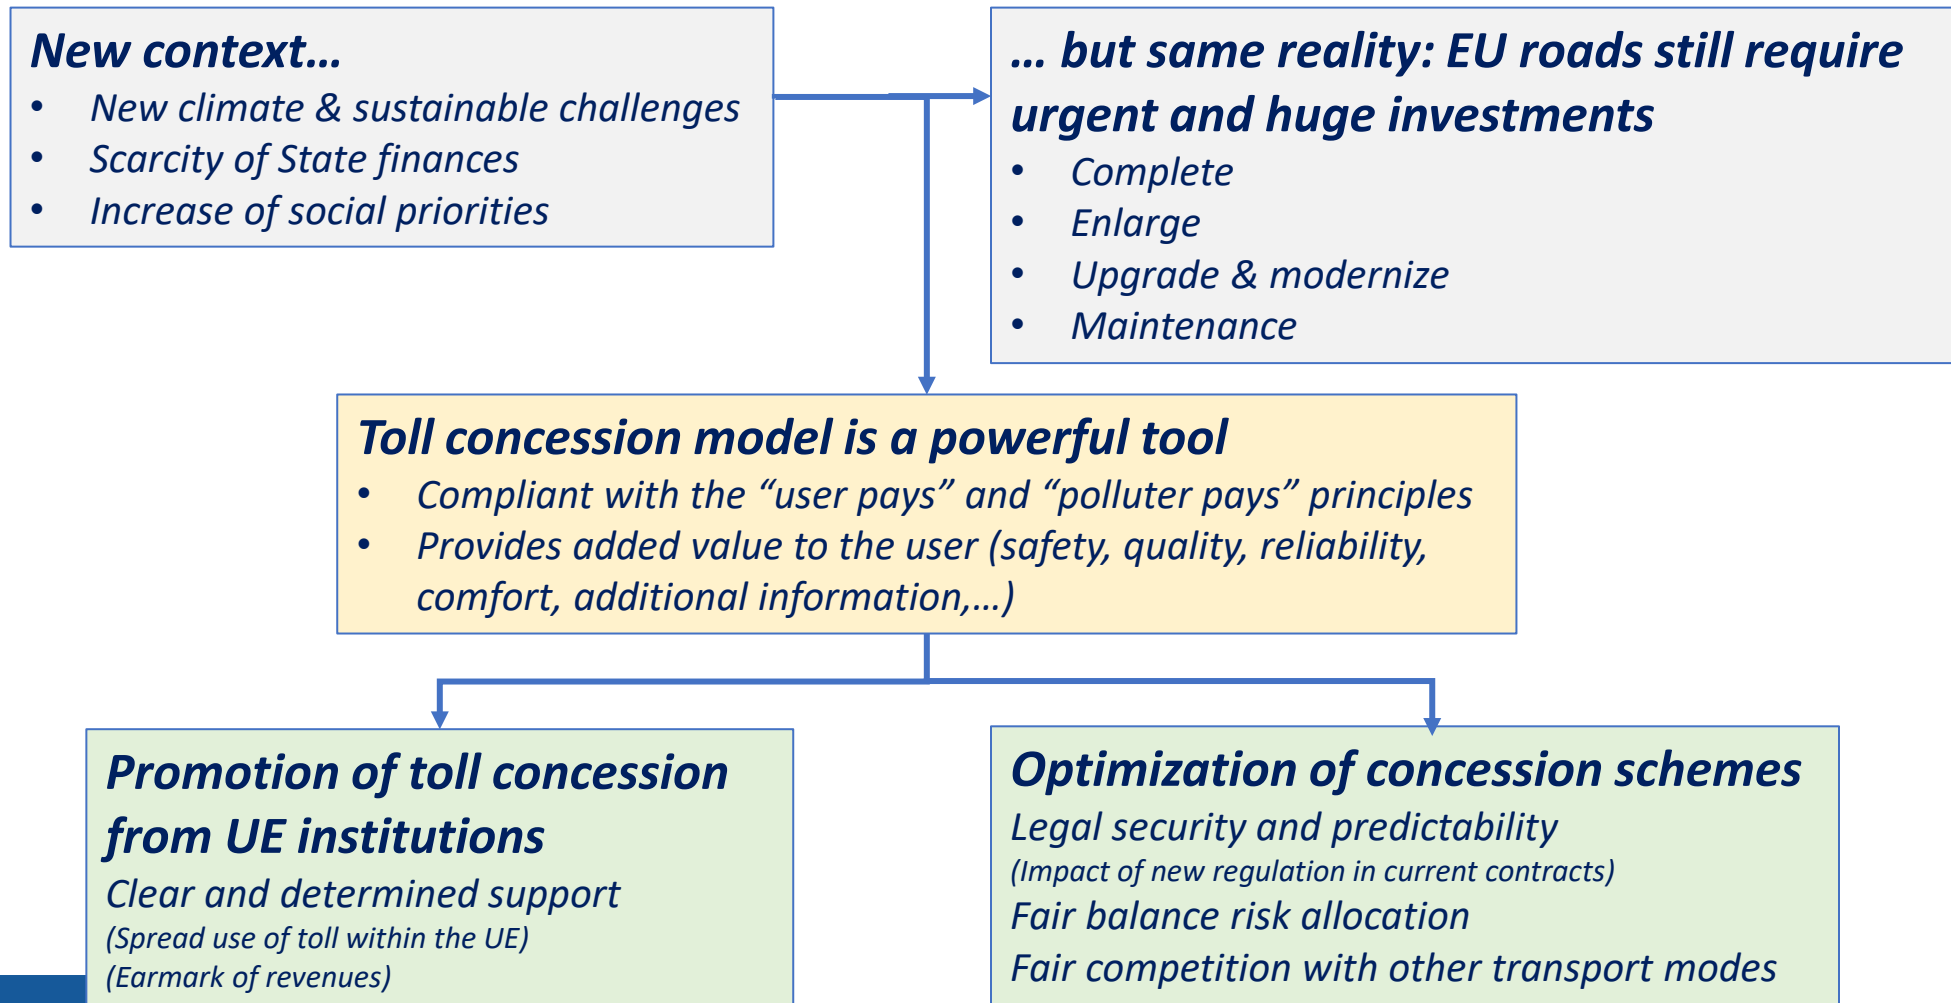 New context…
• New climate & sustainable challenges
• Scarcity of State finances
• Increase of social priorities
… but same reality: EU roads still require
urgent and huge investments
• Complete
• Enlarge
• Upgrade & modernize
• Maintenance
Toll concession model is a powerful tool
• Compliant with the “user pays” and “polluter pays” principles
• Provides added value to the user (safety, quality, reliability,
comfort, additional information,…)
Promotion of toll concession
from UE institutions
Clear and determined support
(Spread use of toll within the UE)
(Earmark of revenues)
Optimization of concession schemes
Legal security and predictability
(Impact of new regulation in current contracts)
Fair balance risk allocation
Fair competition with other transport modes